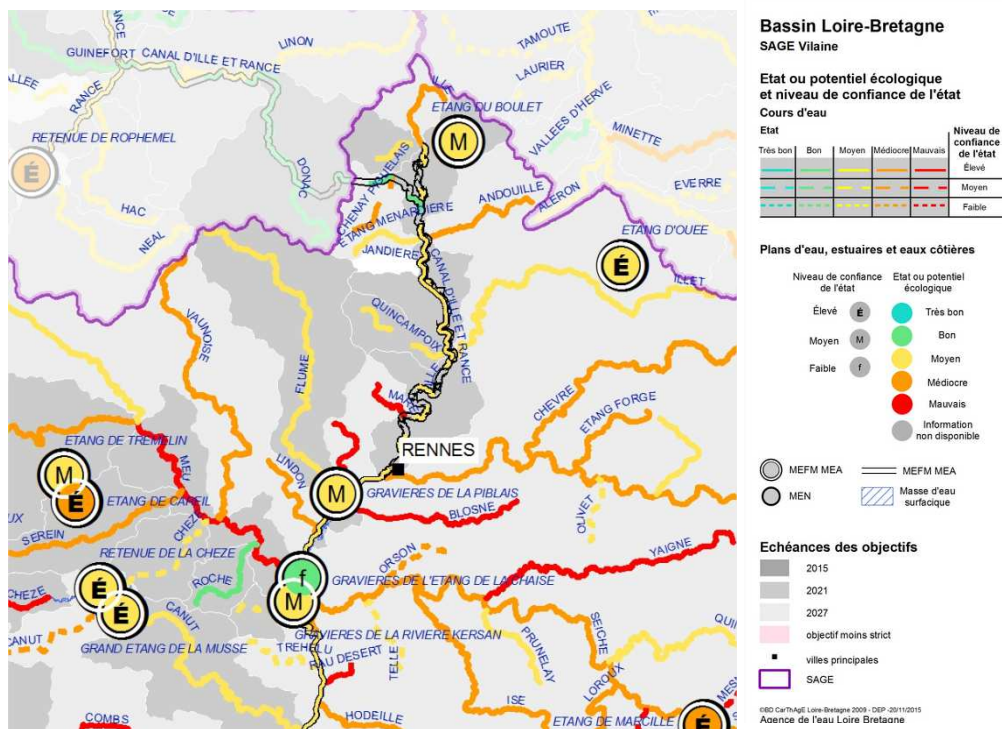 GUINEFORT
CANAL D'ILLE ET RANCE
RANCE
LINON
TAMOUTE
LAURIER
VALLEES D'HERVE
MINETTE
EVERRE
ETANG DU BOULET
RETENUE DE ROPHEMEL
É
M
DONAC
HAC
NEAL
ANDOUILLE
ALERON
ETANG MENARDIERE
JANDIERE
ETANG D'OUEE
É
ILLET
CANAL D'ILLE ET RANCE
VAUNOISE
FLUME
QUINCAMPOIX
ILLE
CHEVRE
ETANG FORGE
RENNES
ETANG DE TREMELIN
M
É
MEU
LINDON
M
GRAVIERES DE LA PIBLAIS
BLOSNE
OLIVET
ETANG DE CAREIL
SEREIN
CHEZE
RETENUE DE LA CHEZE
ORSON
YAIGNE
ROCHE
f
GRAVIERES DE L'ETANG DE LA CHAISE
CHEZE
É
É
M
CANUT
CANUT
GRAND ETANG DE LA MUSSE
GRAVIERES DE LA RIVIERE KERSAN
TREHELU
RAU DESERT
TELLE
PRUNELAY
SEICHE
LOROUX
ISE
HODEILLE
COMBS
ETANG DE MARCILLE
É
Bassin Loire-Bretagne
SAGE Vilaine
Etat ou potentiel écologique
et niveau de confiance de l'état
Cours d'eau
Etat
Très bon Bon Moyen Médiocre Mauvais
Niveau de
confiance
de l'état
Élevé
Moyen
Faible
Plans d'eau, estuaires et eaux côtières
Niveau de confiance
de l'état
Etat ou potentiel
écologique
Élevé É Très bon
Moyen M Bon
Faible f Moyen
Médiocre
Mauvais
Information
non disponible
MEFM MEA
MEFM MEA
MEN
Masse d'eau
surfacique
Echéances des objectifs
2015
2021
2027
objectif moins strict
villes principales
SAGE
©BD CarThAgE Loire-Bretagne 2009 - DEP -20/11/2015
Agence de l'eau Loire Bretagne